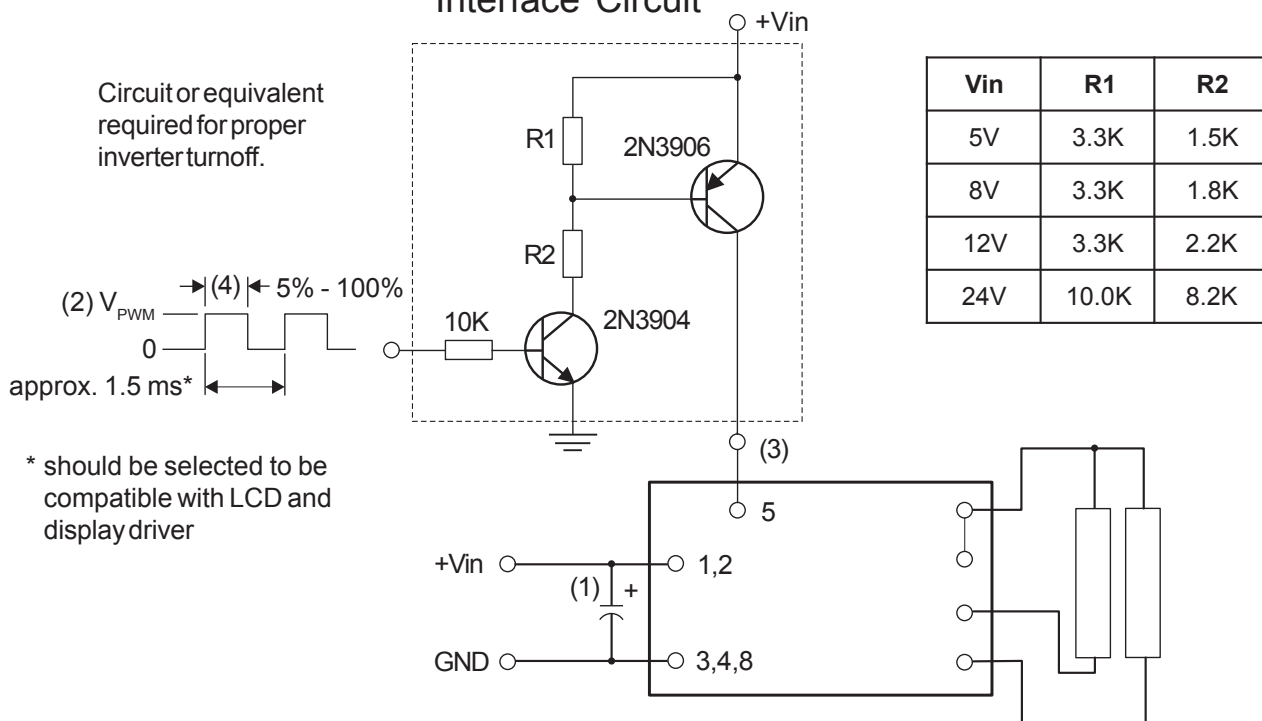 Interface Circuit
+Vin
Circuit or equivalent
required for proper
inverter turnoff.
R1
2N3906
R2
(2) VPWM
(4)
5% - 100%
0
approx. 1.5 ms*
10K
2N3904
(3)
* should be selected to be
compatible with LCD and
display driver
5
+Vin
1,2
(1)
+
GND
3,4,8
Vin R1 R2
5V 3.3K 1.5K
8V 3.3K 1.8K
12V 3.3K 2.2K
24V 10.0K 8.2K